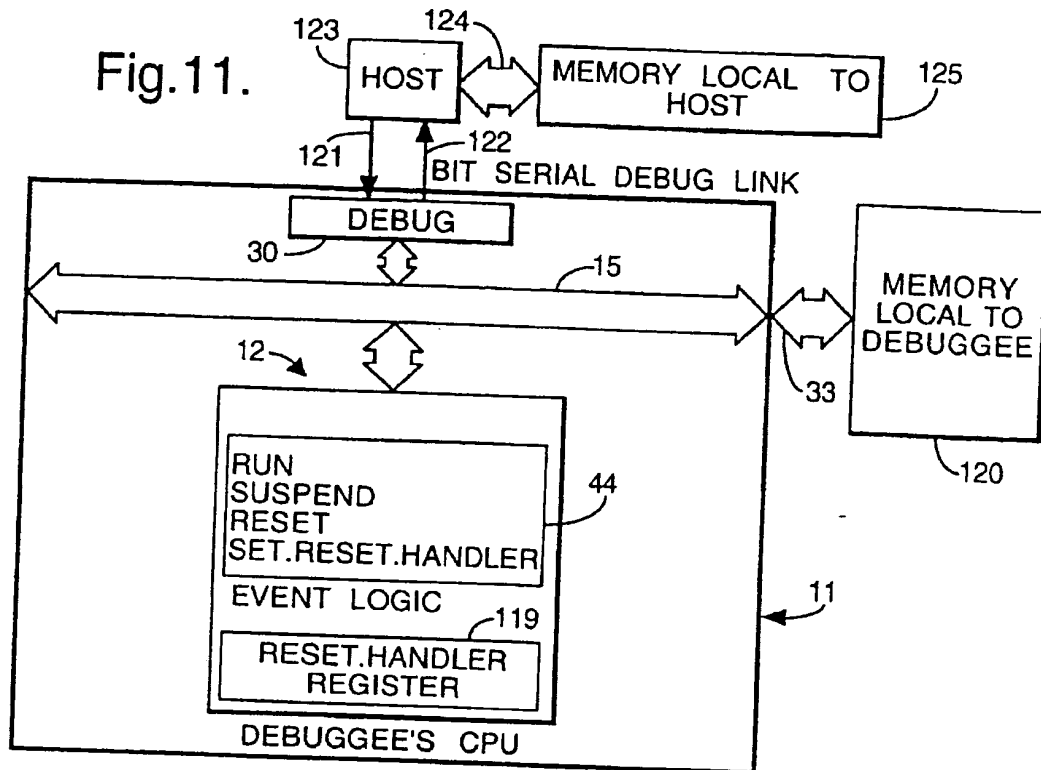 Fig.11.
123
124
HOST
MEMORY LOCAL TO
HOST
125
121
122
BIT SERIAL DEBUG LINK
DEBUG
30
15
MEMORY
LOCAL TO
DEBUGGEE
12
33
120
RUN
SUSPEND
RESET
SET.RESET.HANDLER
44
EVENT LOGIC
119
11
RESET.HANDLER
REGISTER
DEBUGGEE'S CPU